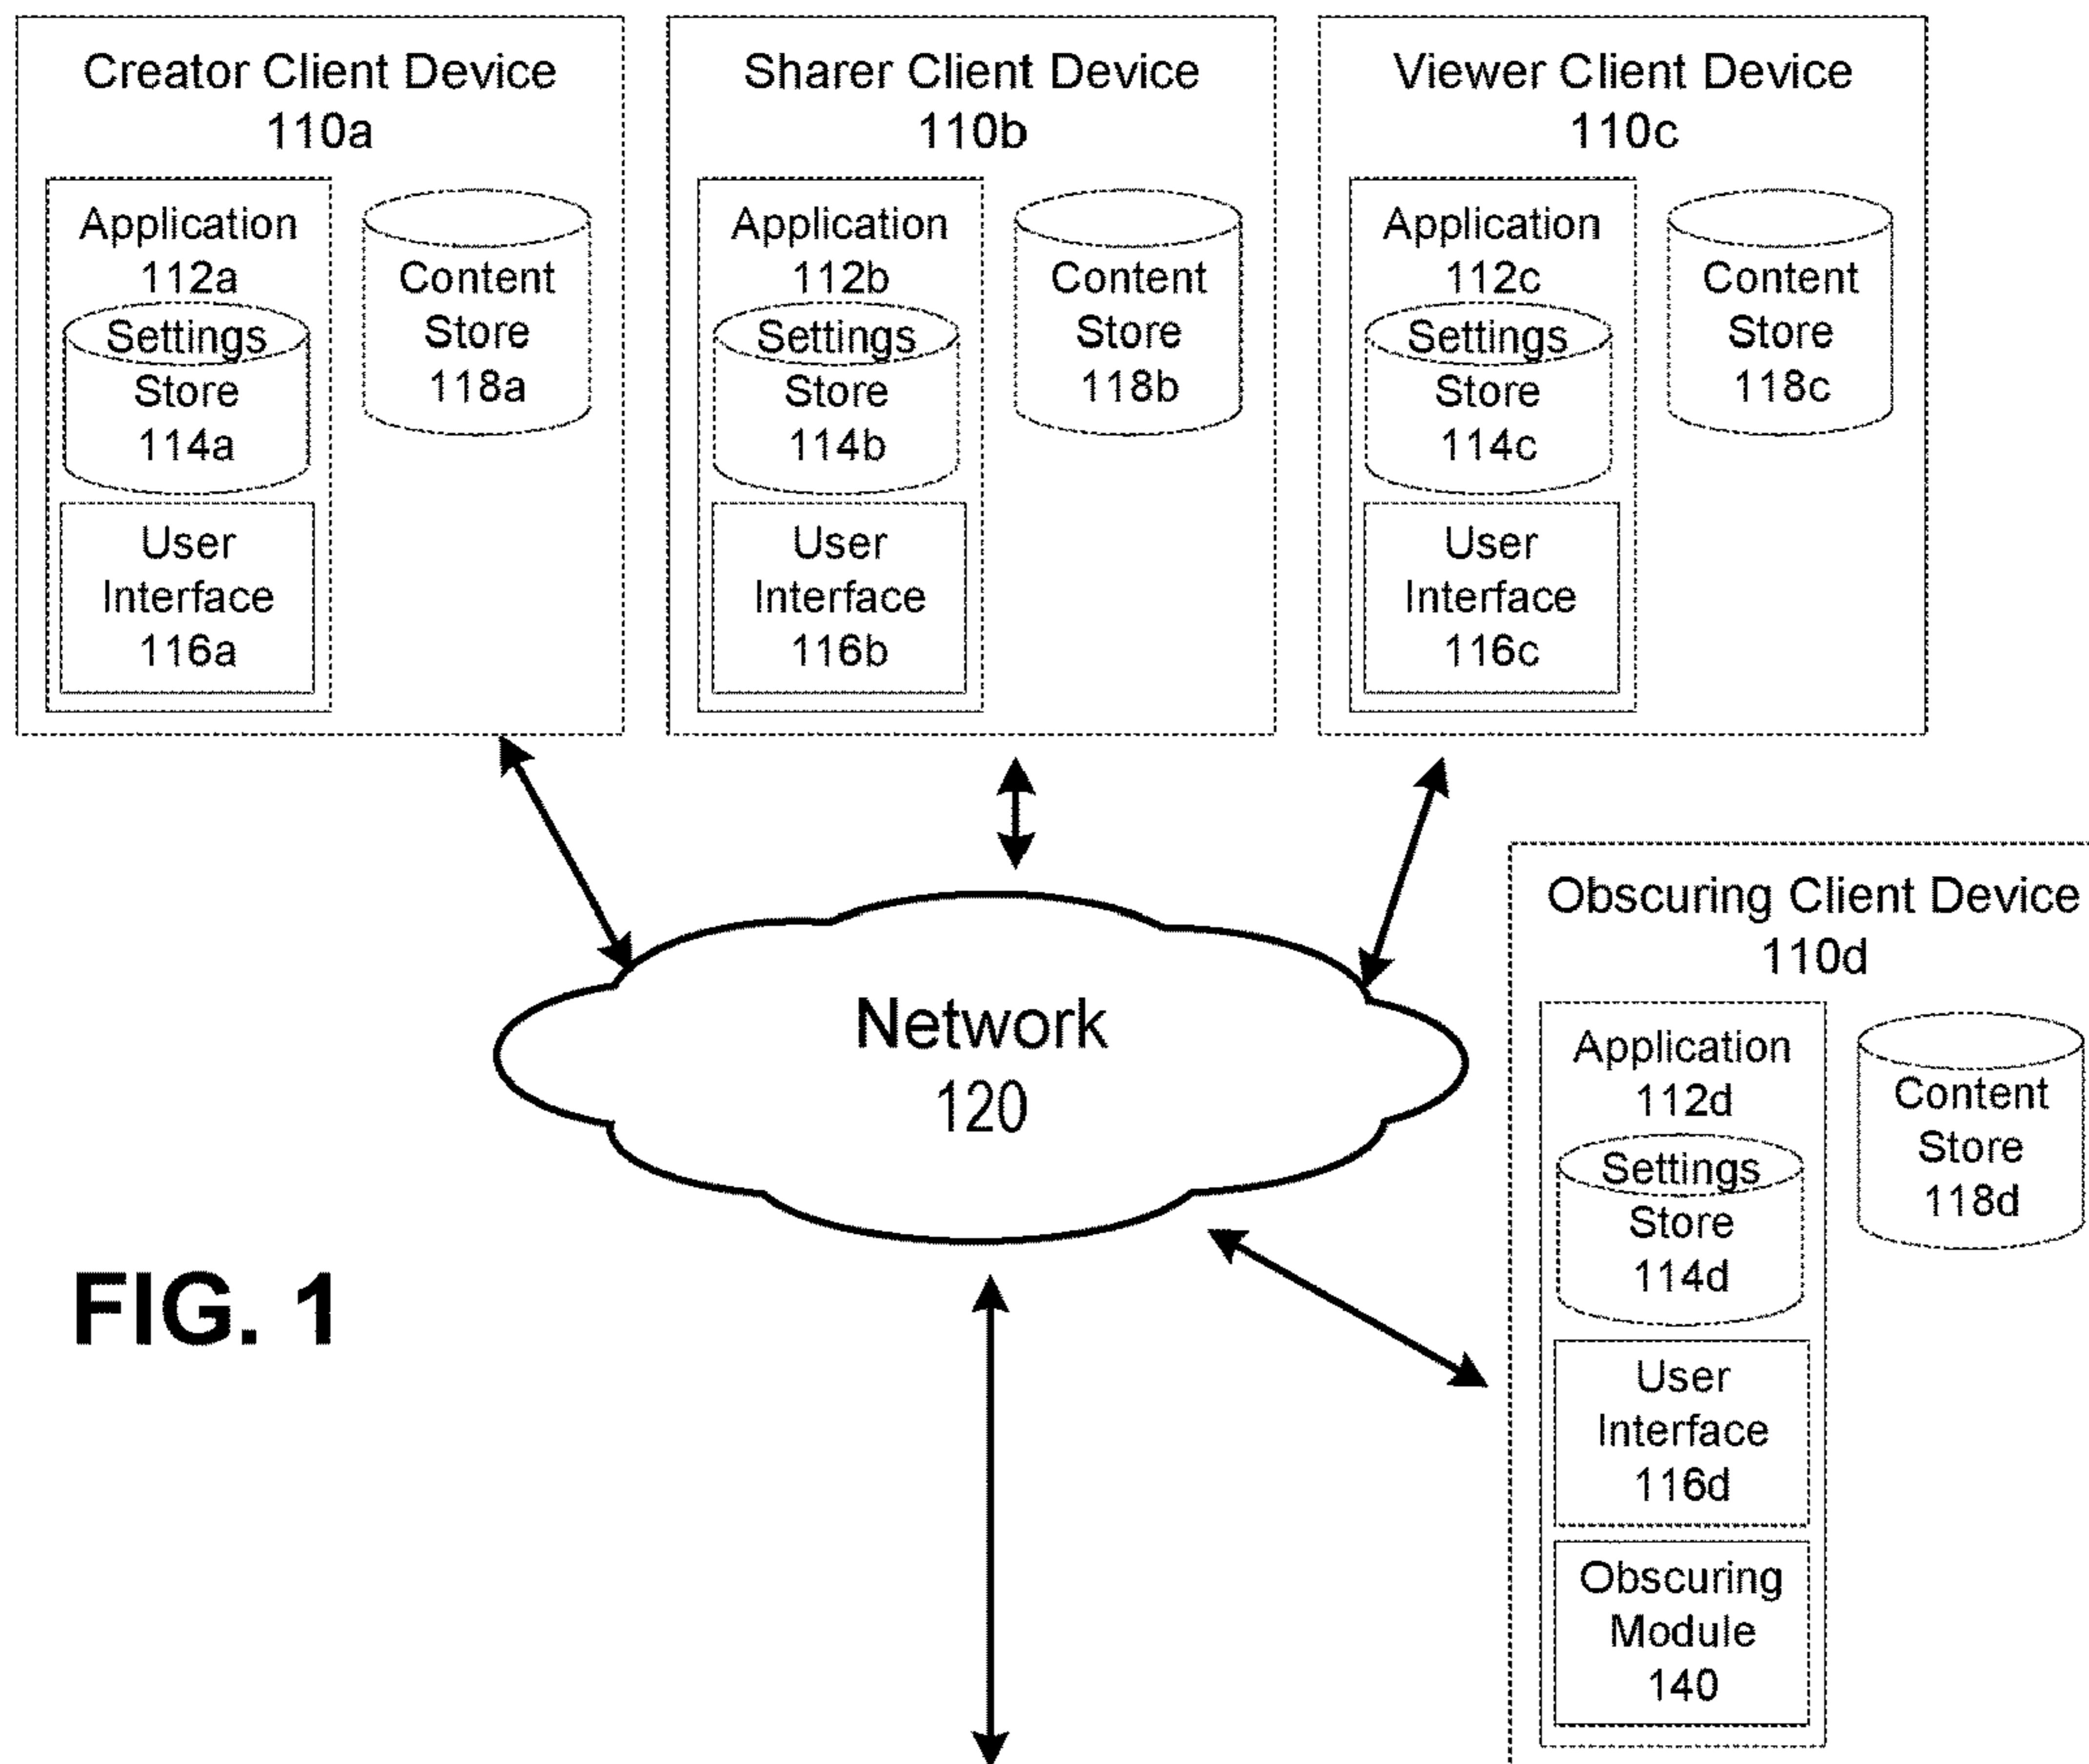 Creator Client Device
110a
Application
112a
Settings
Store
114a
User
Interface
116a
Content
Store
118a
Sharer Client Device
110b
Application
112b
Settings
Store
114b
User
Interface
116b
Content
Store
118b
Viewer Client Device
110c
Application
112c
Settings
Store
114c
User
Interface
116c
Content
Store
118c
Network
120
Obscuring Client Device
110d
Application
112d
Settings
Store
114d
User
Interface
116d
Obscuring
Module
140
Content
Store
118d
FIG. 1